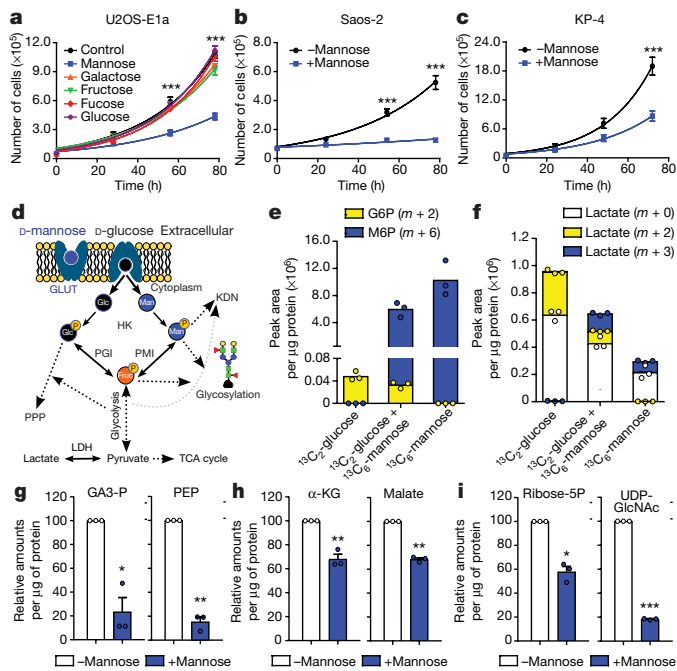 a
U2OS-E1a
Number of cells (×10⁵)
12.0
9.0
6.0
3.0
0
Control
Mannose
Galactose
Fructose
Fucose
Glucose
***
***
0 20 40 60 80
Time (h)
b
Saos-2
Number of cells (×10⁵)
8.0
6.0
4.0
2.0
0
−Mannose
+Mannose
***
***
0 20 40 60 80
Time (h)
c
KP-4
Number of cells (×10⁵)
24.0
18.0
12.0
6.0
0
−Mannose
+Mannose
***
0 20 40 60 80
Time (h)
d
D-mannose D-glucose Extracellular
GLUT
Cytoplasm
Glc Man
KDN
HK
Glc P Man P
PGI PMI
Fruc P
Glycosylation
PPP
Glycolysis
LDH
Lactate Pyruvate TCA cycle
e
G6P (m + 2)
M6P (m + 6)
Peak area
per µg protein (×10⁶)
16.0
12.0
8.0
4.0
0.08
0.04
0
¹³C₂-glucose
¹³C₂-glucose +
¹³C₆-mannose
¹³C₆-mannose
f
Lactate (m + 0)
Lactate (m + 2)
Lactate (m + 3)
Peak area
per µg protein (×10⁶)
1.2
1.0
0.8
0.6
0.4
0.2
0
¹³C₂-glucose
¹³C₂-glucose +
¹³C₆-mannose
¹³C₆-mannose
g
GA3-P PEP
Relative amounts
per µg of protein
120
100
80
60
40
20
0
* **
−Mannose +Mannose
h
α-KG Malate
Relative amounts
per µg of protein
120
100
80
60
40
20
0
** **
−Mannose +Mannose
i
Ribose-5P UDP-
GlcNAc
Relative amounts
per µg of protein
120
100
80
60
40
20
0
* ***
−Mannose +Mannose